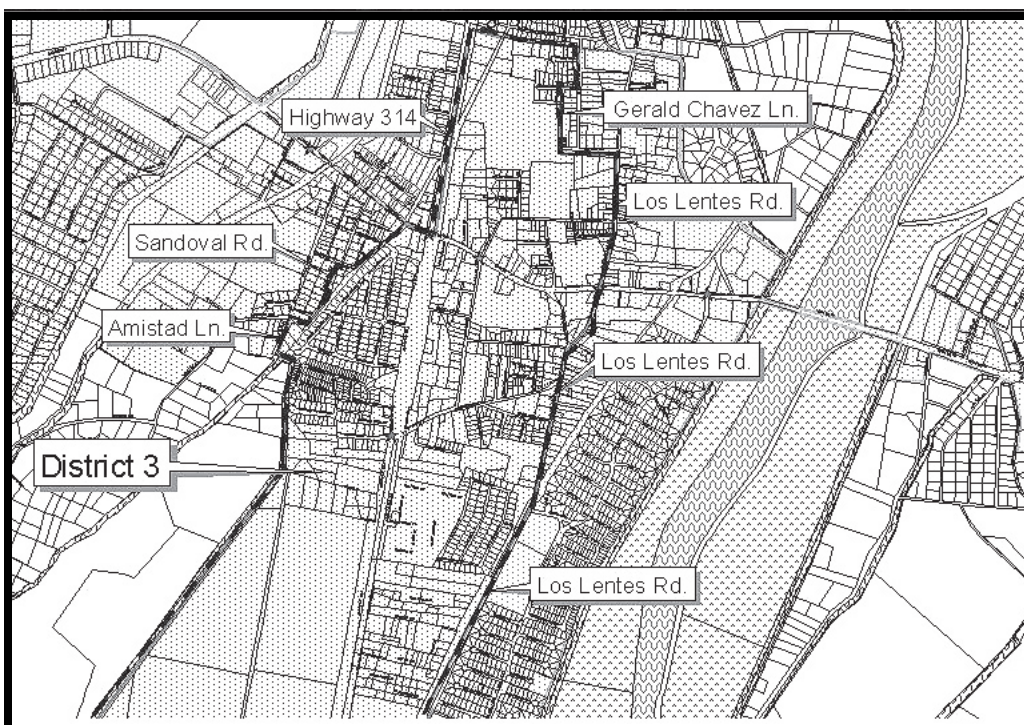 Highway 314
Gerald Chavez Ln.
Los Lentes Rd.
Sandoval Rd.
Amistad Ln.
Los Lentes Rd.
District 3
Los Lentes Rd.